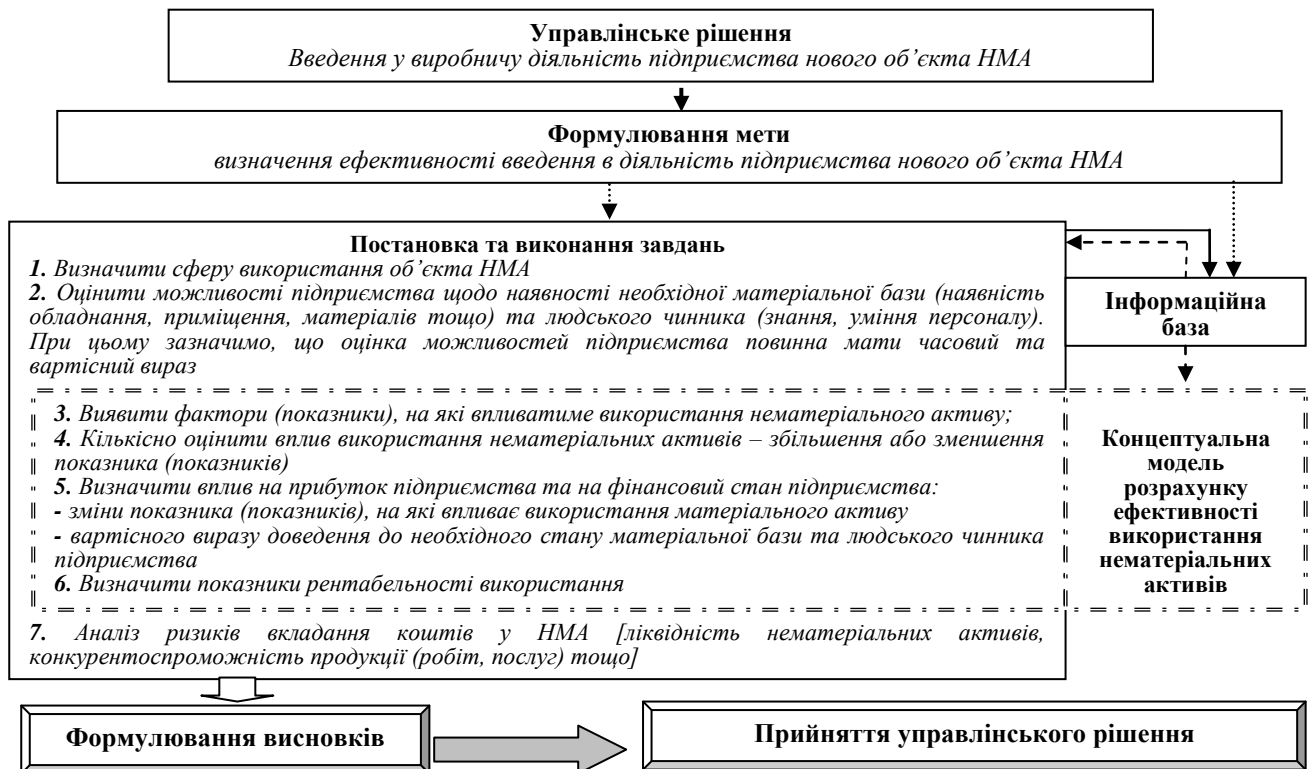 Управлінське рішення
Введення у виробничу діяльність підприємства нового об’єкта НМА
Формулювання мети
визначення ефективності введення в діяльність підприємства нового об’єкта НМА
Постановка та виконання завдань
1. Визначити сферу використання об’єкта НМА
2. Оцінити можливості підприємства щодо наявності необхідної матеріальної бази (наявність
обладнання, приміщення, матеріалів тощо) та людського чинника (знання, уміння персоналу).
При цьому зазначимо, що оцінка можливостей підприємства повинна мати часовий та
вартісний вираз
3. Виявити фактори (показники), на які впливатиме використання нематеріального активу;
4. Кількісно оцінити вплив використання нематеріальних активів – збільшення або зменшення
показника (показників)
5. Визначити вплив на прибуток підприємства та на фінансовий стан підприємства:
- зміни показника (показників), на які впливає використання матеріального активу
- вартісного виразу доведення до необхідного стану матеріальної бази та людського чинника
підприємства
6. Визначити показники рентабельності використання
7. Аналіз ризиків вкладання коштів у НМА [ліквідність нематеріальних активів,
конкурентоспроможність продукції (робіт, послуг) тощо]
Інформаційна
база
Концептуальна
модель
розрахунку
ефективності
використання
нематеріальних
активів
Формулювання висновків
Прийняття управлінського рішення